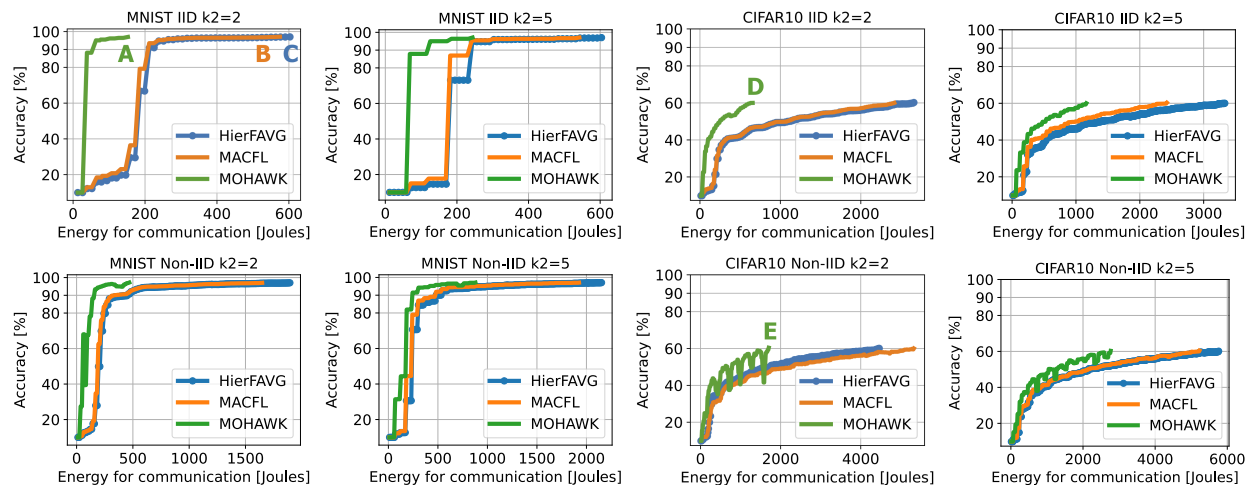 MNIST IID k2=2
Accuracy [%]
100
90
80
60
40
20
A
B
C
HierFAVG
MACFL
MOHAWK
0 200 400 600
Energy for communication [Joules]
MNIST IID k2=5
Accuracy [%]
100
90
80
60
40
20
HierFAVG
MACFL
MOHAWK
0 200 400 600
Energy for communication [Joules]
CIFAR10 IID k2=2
Accuracy [%]
100
80
60
40
20
D
HierFAVG
MACFL
MOHAWK
0 1000 2000
Energy for communication [Joules]
CIFAR10 IID k2=5
Accuracy [%]
100
80
60
40
20
HierFAVG
MACFL
MOHAWK
0 1000 2000 3000
Energy for communication [Joules]
MNIST Non-IID k2=2
Accuracy [%]
100
90
80
60
40
20
HierFAVG
MACFL
MOHAWK
0 500 1000 1500
Energy for communication [Joules]
MNIST Non-IID k2=5
Accuracy [%]
100
90
80
60
40
20
HierFAVG
MACFL
MOHAWK
0 500 1000 1500 2000
Energy for communication [Joules]
CIFAR10 Non-IID k2=2
Accuracy [%]
100
80
60
40
20
E
HierFAVG
MACFL
MOHAWK
0 2000 4000
Energy for communication [Joules]
CIFAR10 Non-IID k2=5
Accuracy [%]
100
80
60
40
20
HierFAVG
MACFL
MOHAWK
0 2000 4000 6000
Energy for communication [Joules]